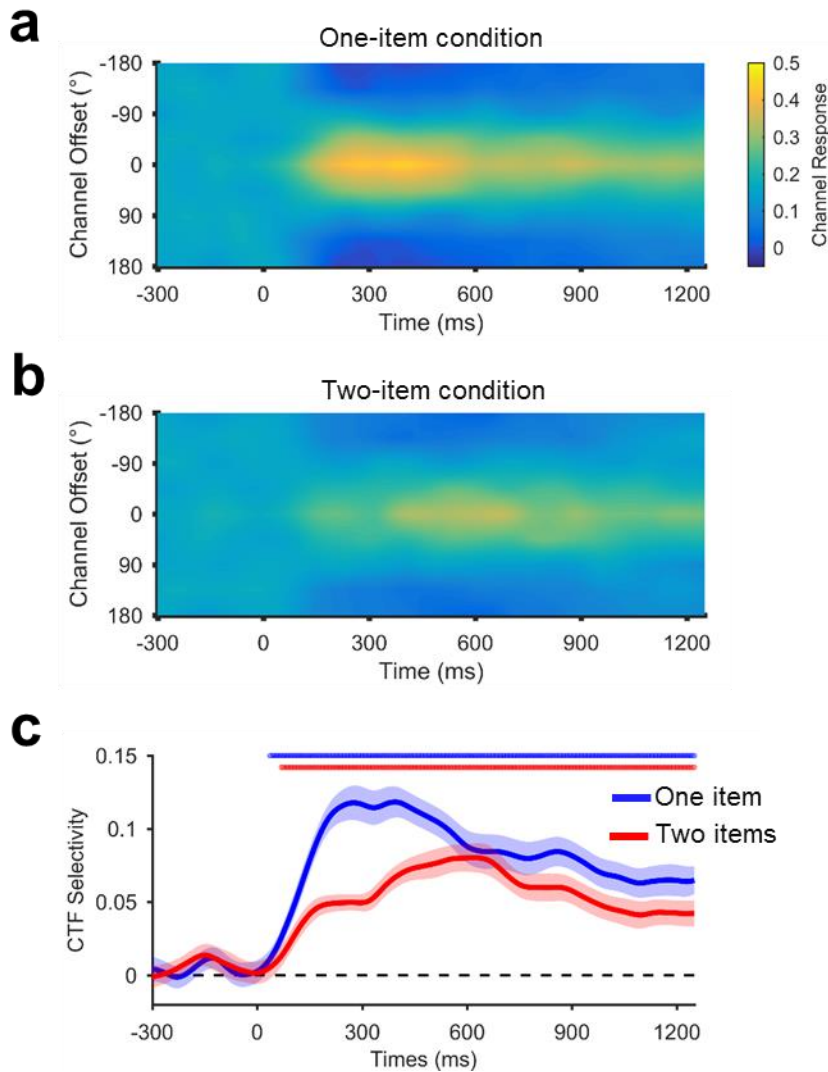 a
One-item condition
-180
-90
0
90
180
Channel Offset (°)
-300 0 300 600 900 1200
Time (ms)
0.5
0.4
0.3
0.2
0.1
0
Channel Response
b
Two-item condition
-180
-90
0
90
180
Channel Offset (°)
-300 0 300 600 900 1200
Time (ms)
c
0.15
0.1
0.05
0
CTF Selectivity
One item
Two items
-300 0 300 600 900 1200
Times (ms)